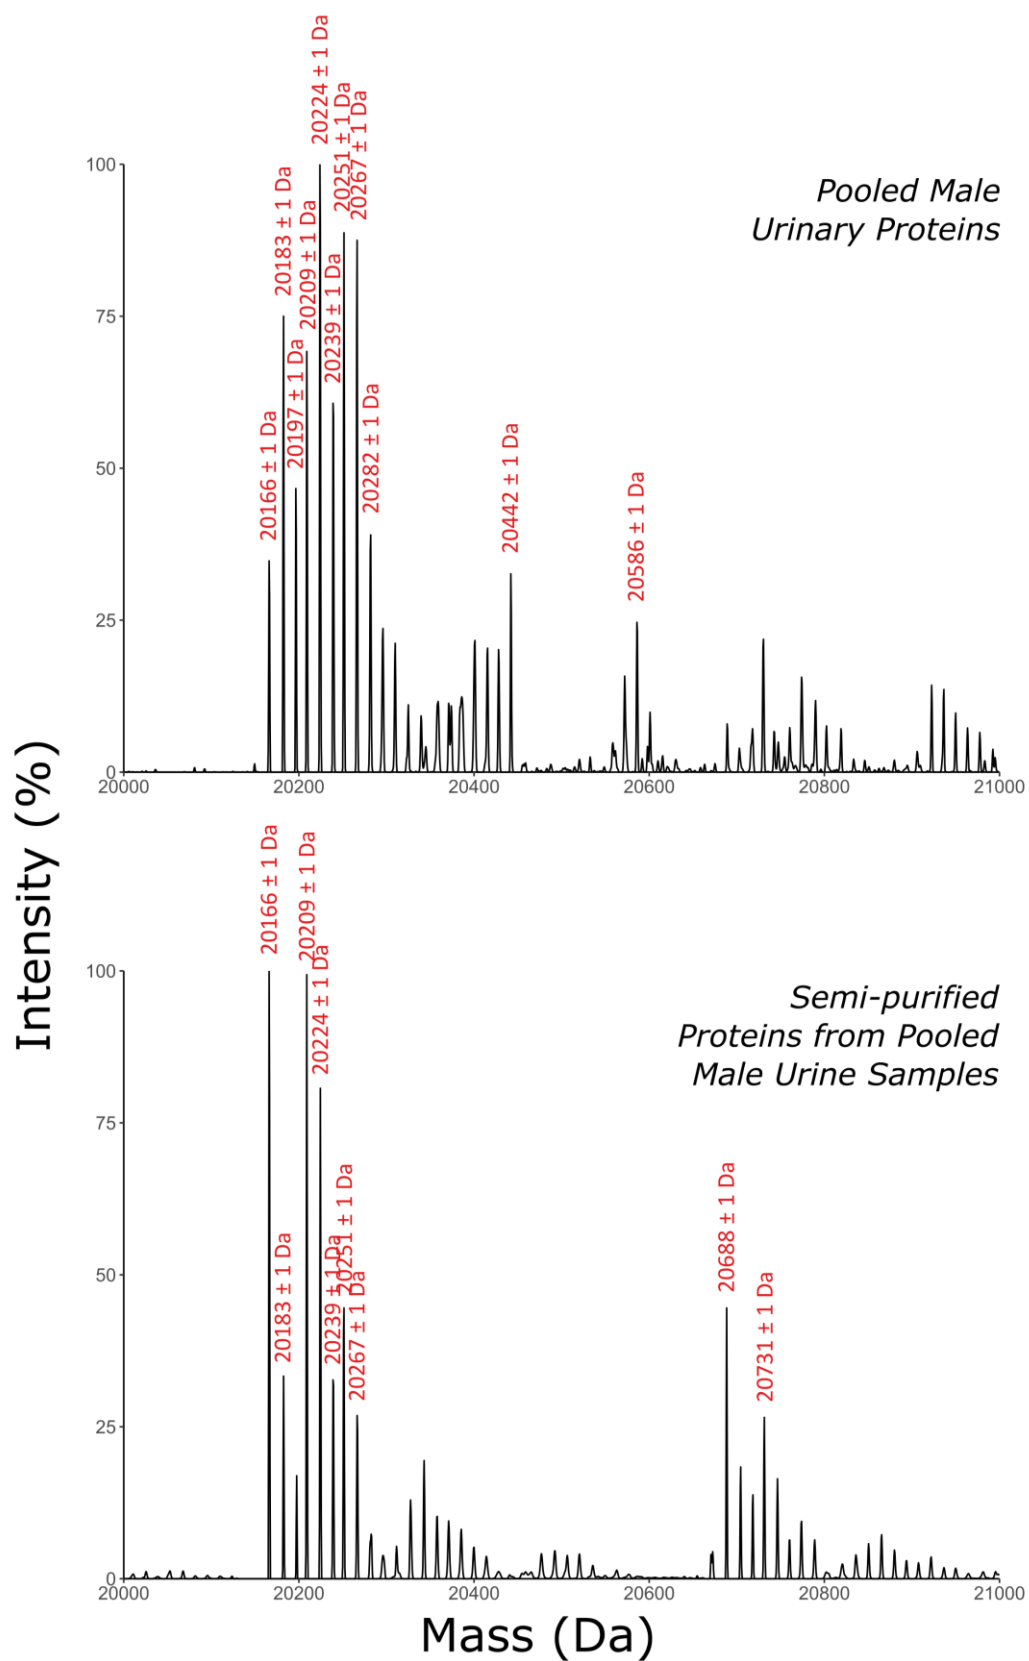 Intensity (%)
Pooled Male
Urinary Proteins
100
75
50
25
0
20166 ± 1 Da
20183 ± 1 Da
20197 ± 1 Da
20209 ± 1 Da
20224 ± 1 Da
20239 ± 1 Da
20251 ± 1 Da
20267 ± 1 Da
20282 ± 1 Da
20442 ± 1 Da
20586 ± 1 Da
20000 20200 20400 20600 20800 21000
Semi-purified
Proteins from Pooled
Male Urine Samples
100
75
50
25
0
20166 ± 1 Da
20183 ± 1 Da
20209 ± 1 Da
20224 ± 1 Da
20239 ± 1 Da
20251 ± 1 Da
20267 ± 1 Da
20688 ± 1 Da
20731 ± 1 Da
20000 20200 20400 20600 20800 21000
Mass (Da)